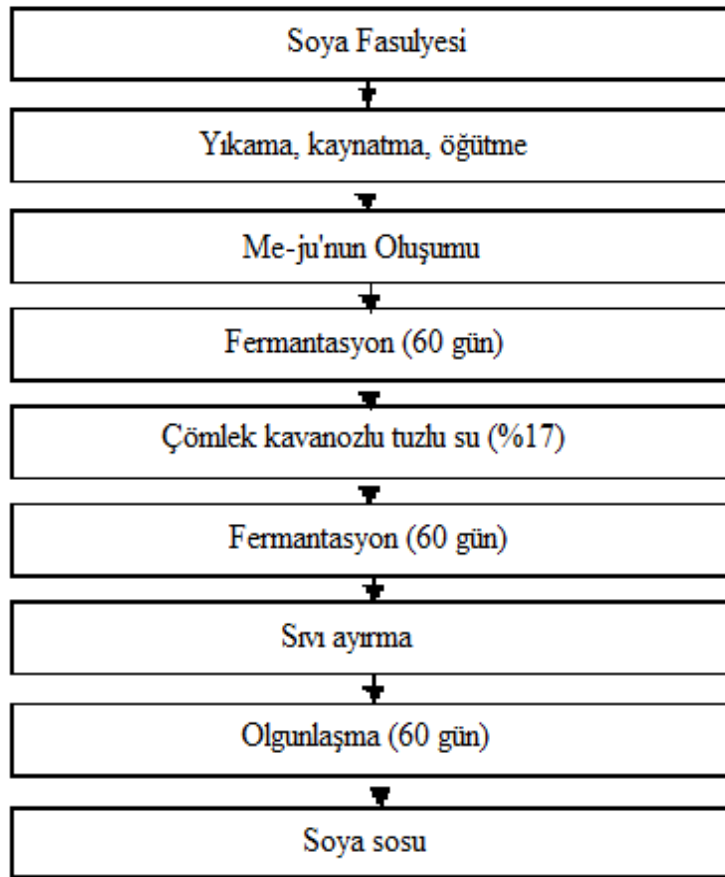 Soya Fasulyesi
Yıkama, kaynatma, öğütme
Me-ju'nun Oluşumu
Fermantasyon (60 gün)
Çömlek kavanozlu tuzlu su (%17)
Fermantasyon (60 gün)
Sıvı ayırma
Olgunlaşma (60 gün)
Soya sosu